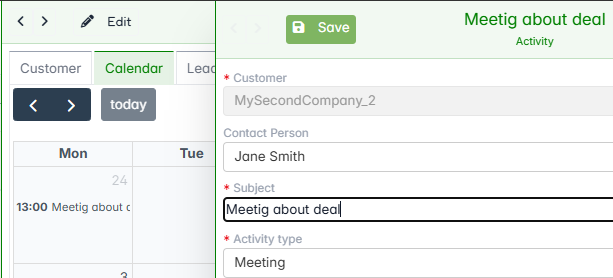 Edit
Customer
Calendar
Lead
today
Mon
Tue
24
13:00 Meetig about d
3
Save
Meetig about deal
Activity
* Customer
MySecondCompany_2
Contact Person
Jane Smith
* Subject
Meetig about deal
* Activity type
Meeting